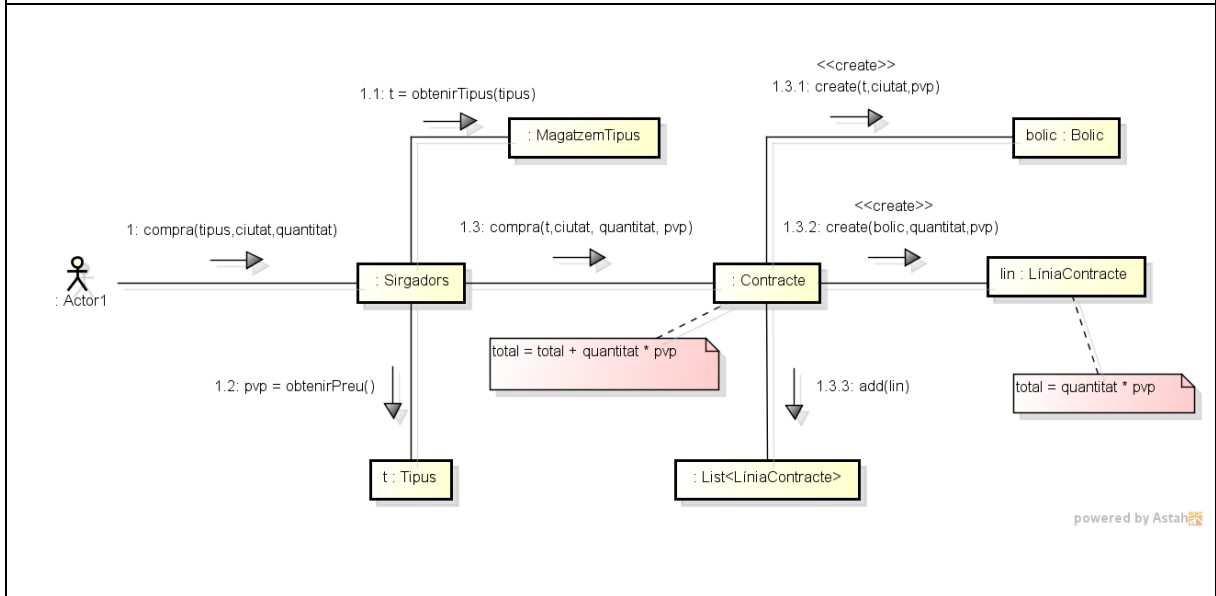 <<create>>
1.3.1: create(t,ciutat,pvp)
1.1: t = obtenirTipus(tipus)
: MagatzemTipus
bolic : Bolic
<<create>>
1: compra(tipus,ciutat,quantitat)
1.3: compra(t,ciutat, quantitat, pvp)
1.3.2: create(bolic,quantitat,pvp)
: Actor1
: Sirgadors
: Contracte
lin : LíniaContracte
total = total + quantitat * pvp
1.2: pvp = obtenirPreu()
1.3.3: add(lin)
total = quantitat * pvp
t : Tipus
: List<LíniaContracte>
powered by Astah